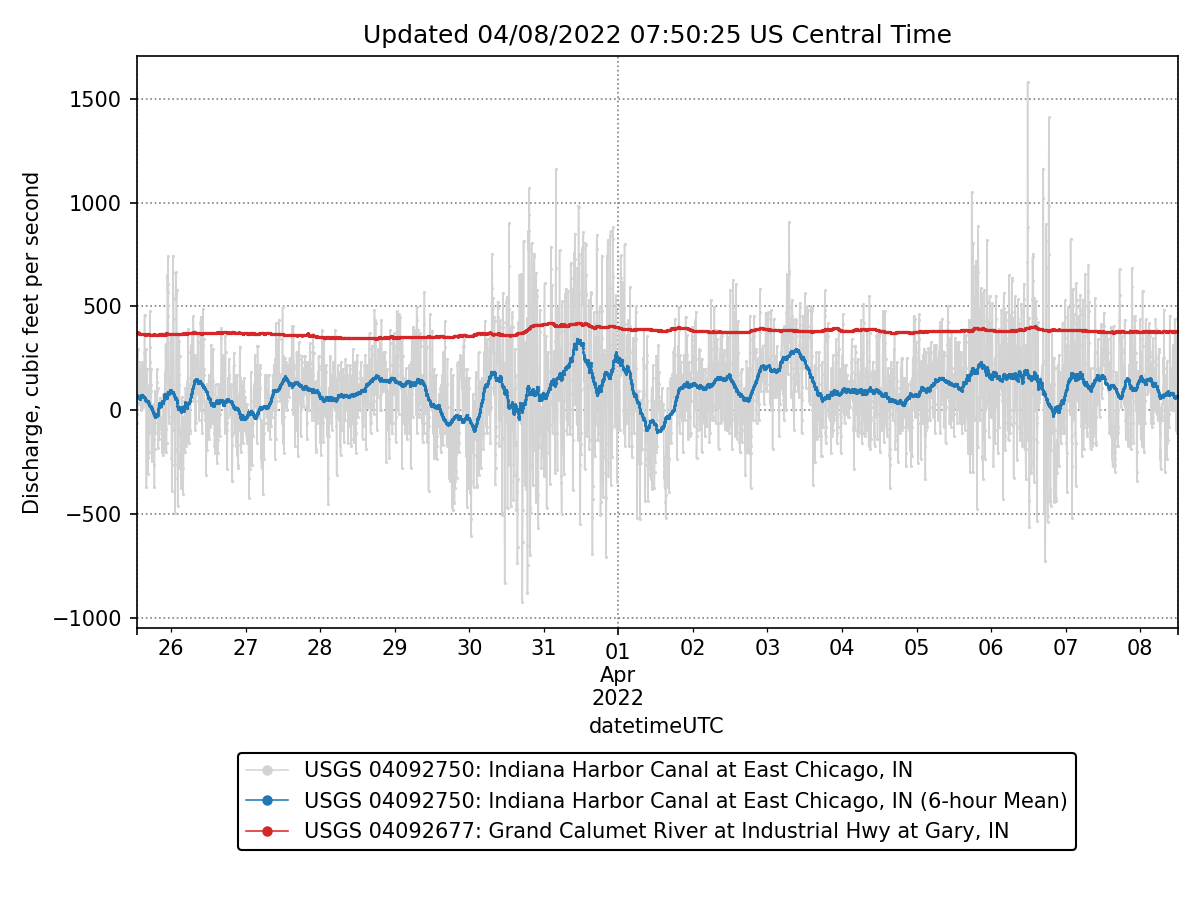 Updated 04/08/2022 07:50:25 US Central Time
Discharge, cubic feet per second
1500
1000
500
0
−500
−1000
26 27 28 29 30 31 01 02 03 04 05 06 07 08
Apr
2022
datetimeUTC
USGS 04092750: Indiana Harbor Canal at East Chicago, IN
USGS 04092750: Indiana Harbor Canal at East Chicago, IN (6-hour Mean)
USGS 04092677: Grand Calumet River at Industrial Hwy at Gary, IN